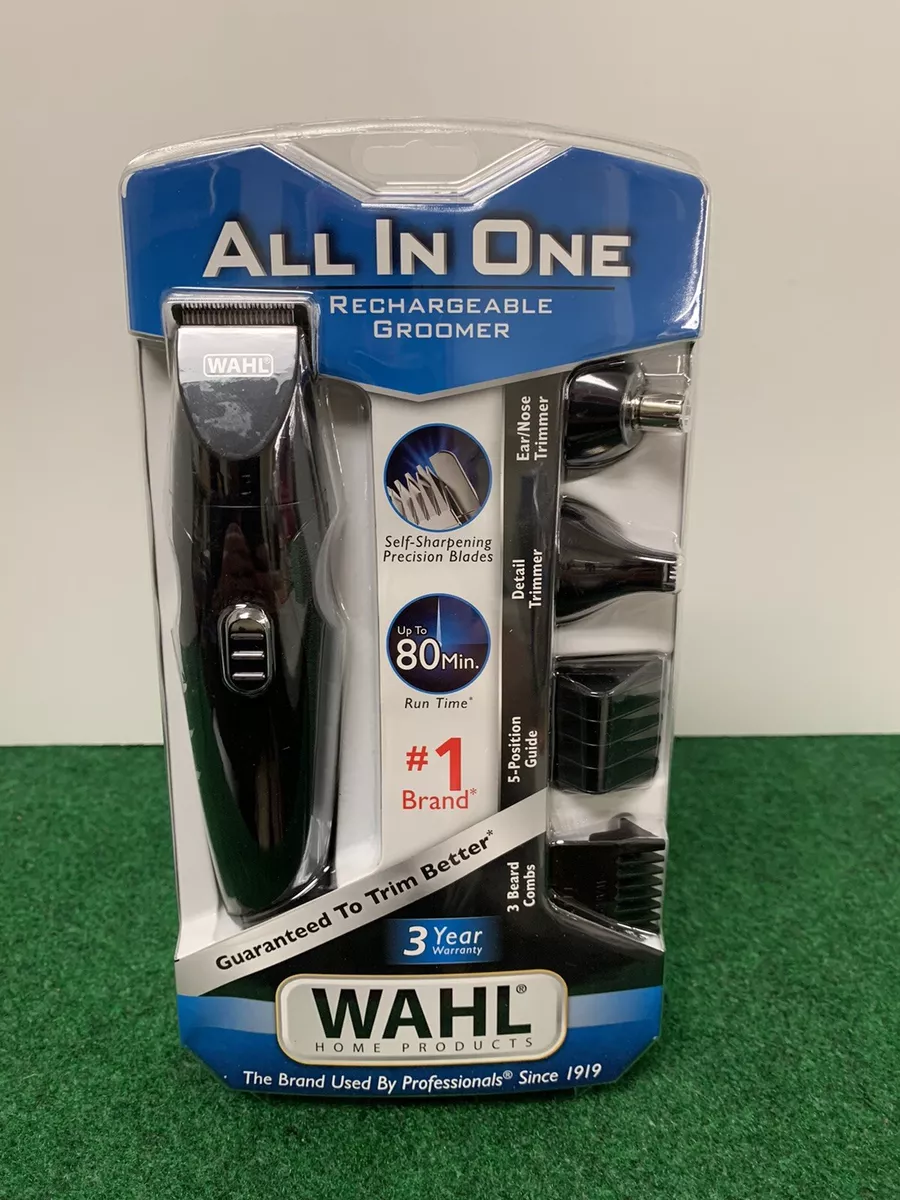 ALL IN ONE
RECHARGEABLE
GROOMER
WAHL
Ear/Nose
Trimmer
Self-Sharpening
Precision Blades
Detail
Trimmer
Up To
80 Min.
Run Time*
5-Position
Guide
#1
Brand*
Guaranteed To Trim Better*
3 Beard
Combs
3 Year
Warranty
WAHL®
HOME PRODUCTS
The Brand Used By Professionals® Since 1919